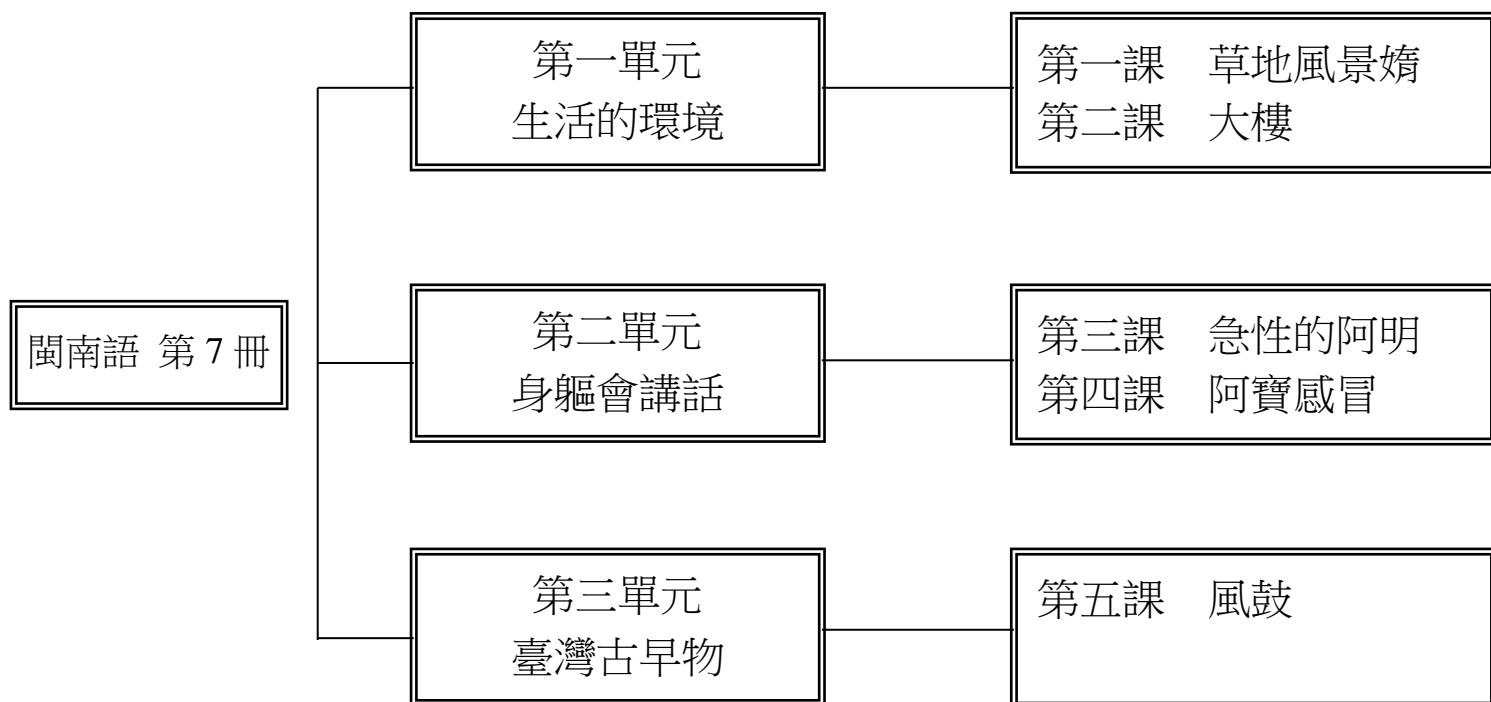 閩南語 第 7 冊
第一單元
生活的環境
第一課 草地風景媠
第二課 大樓
第二單元
身軀會講話
第三課 急性的阿明
第四課 阿寶感冒
第三單元
臺灣古早物
第五課 風鼓